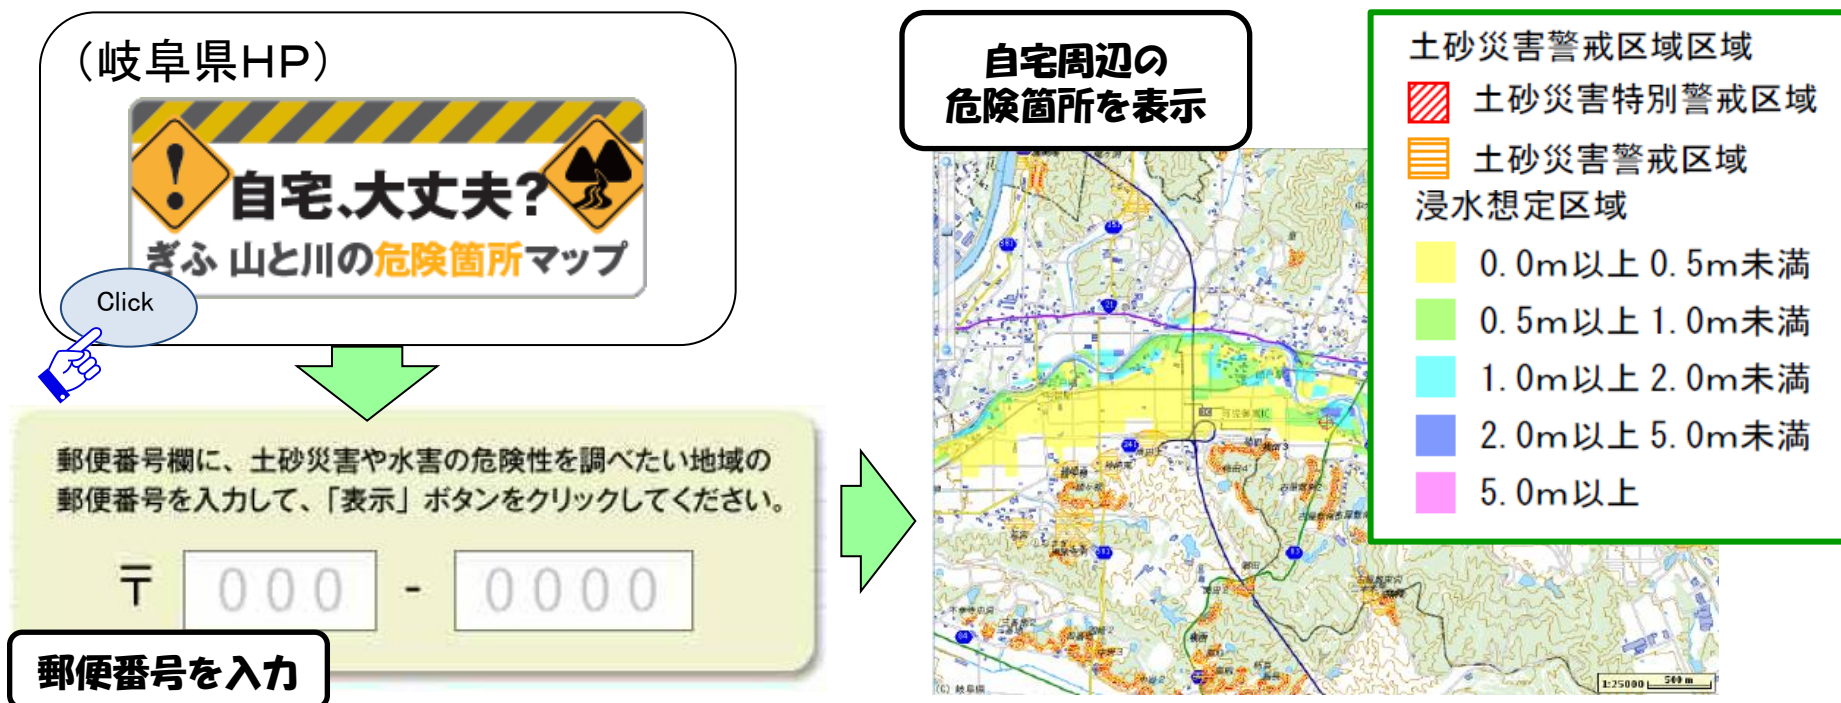 （岐阜県HP）
自宅、大丈夫?
ぎふ 山と川の危険箇所マップ
Click
郵便番号欄に、土砂災害や水害の危険性を調べたい地域の
郵便番号を入力して、「表示」ボタンをクリックしてください。
〒 000 - 0000
郵便番号を入力
自宅周辺の
危険箇所を表示
土砂災害警戒区域区域
土砂災害特別警戒区域
土砂災害警戒区域
浸水想定区域
0.0m以上 0.5m未満
0.5m以上 1.0m未満
1.0m以上 2.0m未満
2.0m以上 5.0m未満
5.0m以上
21
(C) 岐阜県
1:25000 500 m